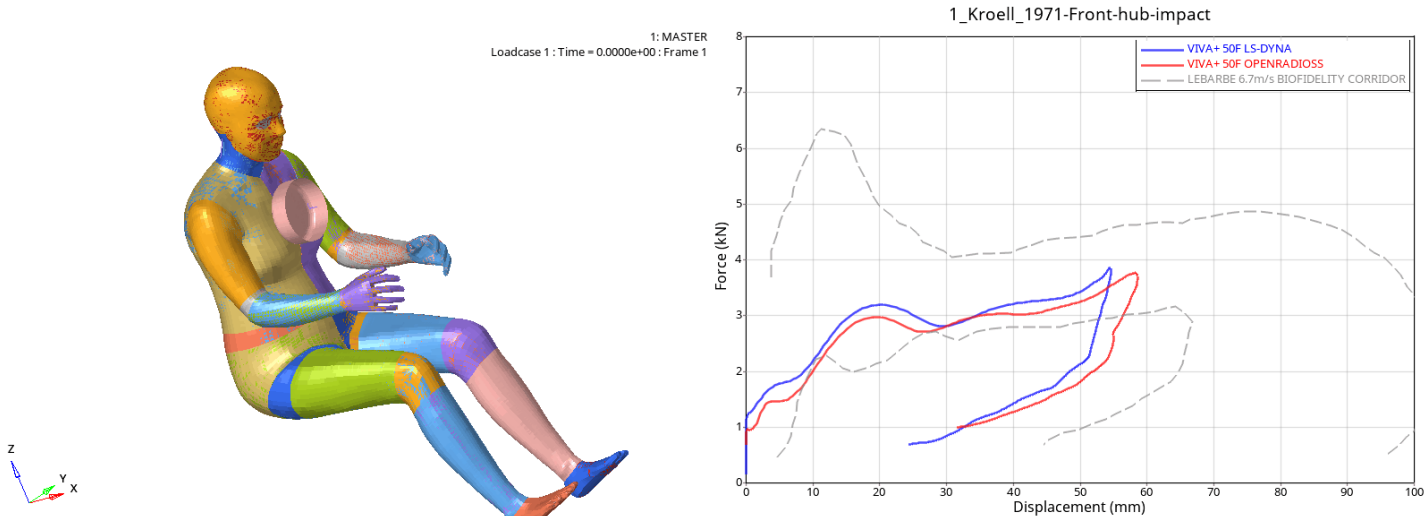 1_Kroell_1971-Front-hub-impact
1: MASTER
Loadcase 1 : Time = 0.0000e+00 : Frame 1
VIVA+ 50F LS-DYNA
VIVA+ 50F OPENRADIOSS
LEBARBE 6.7m/s BIOFIDELITY CORRIDOR
8
7
6
5
4
3
2
1
0
Force (kN)
0 10 20 30 40 50 60 70 80 90 100
Displacement (mm)
Z
Y
X